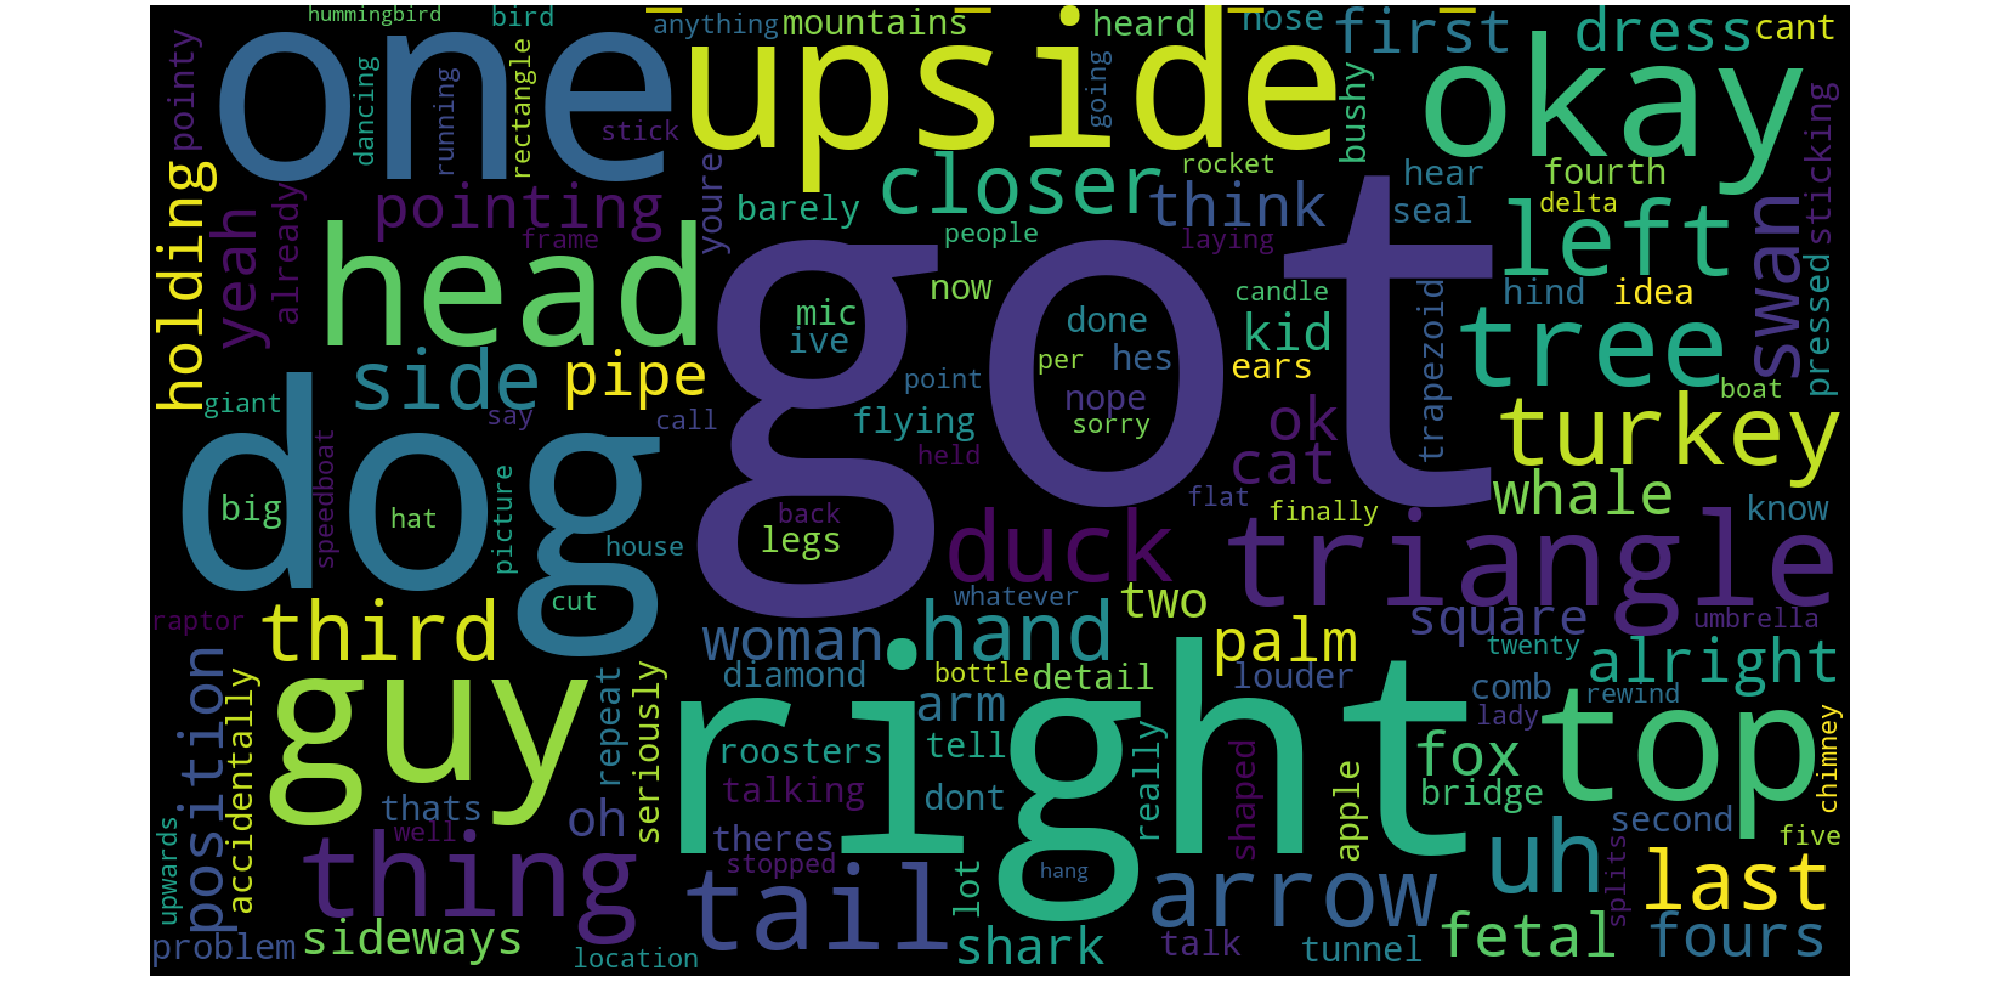 hummingbird
bird
anything
mountains
heard
nose
first
dress
cant
pointy
one
upside
okay
dancing
running
rectangle
stick
going
bushy
sticking
holding
yeah
already
pointing
frame
youre
barely
closer
people
think
rocket
laying
hear
seal
fourth
delta
left
swan
pressed
head
got
mic
ive
now
done
per
hes
nope
sorry
candle
kid
ears
trapezoid
hind
idea
tree
boat
giant
side
pipe
say
call
point
flying
held
ok
cat
flat
finally
turkey
whale
know
dog
big
speedboat
hat
picture
house
back
legs
duck
triangle
raptor
third
cut
woman
whatever
hand
two
palm
square
umbrella
twenty
alright
position
accidentally
guy
repeat
seriously
diamond
bottle
detail
louder
comb
rewind
lady
chimney
right
top
arm
roosters
tell
talking
dont
really
shaped
apple
fox
bridge
second
five
upwards
thats
well
oh
theres
stopped
thing
tail
lot
hang
arrow
uh
splits
last
problem
sideways
location
shark
talk
tunnel
fetal
fours